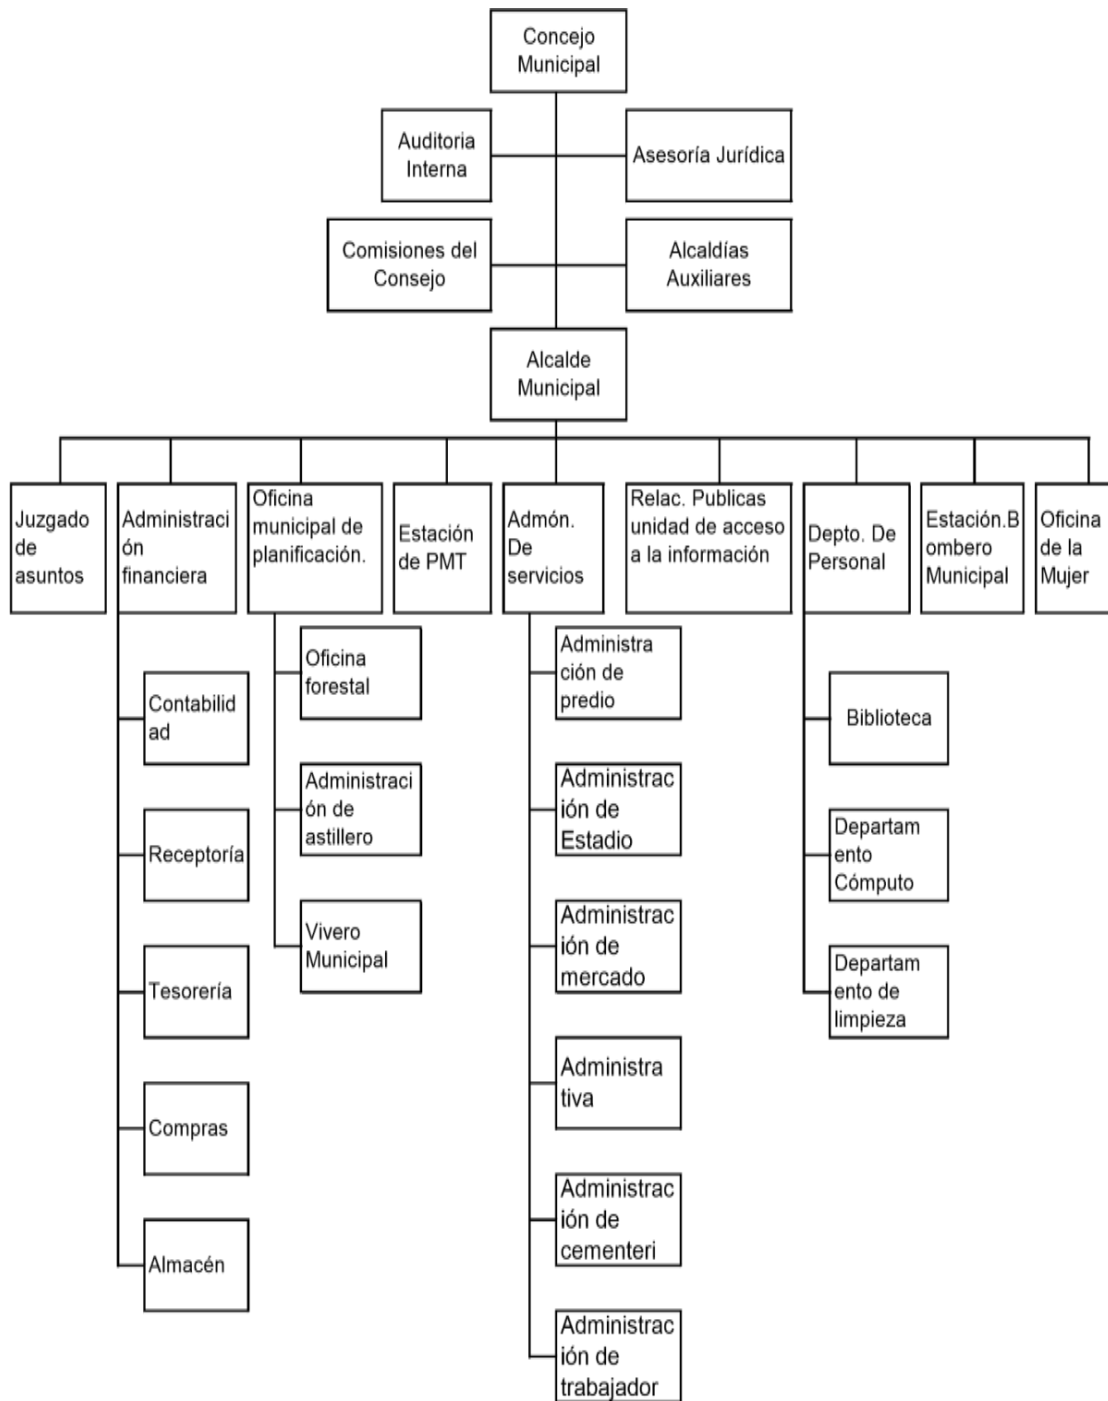 Concejo
Municipal
Auditoria
Interna
Asesoría Jurídica
Comisiones del
Consejo
Alcaldías
Auxiliares
Alcalde
Municipal
Juzgado
de
asuntos
Administraci
ón
financiera
Oficina
municipal de
planificación.
Estación
de PMT
Admón.
De
servicios
Relac. Publicas
unidad de acceso
a la información
Depto. De
Personal
Estación.B
ombero
Municipal
Oficina
de la
Mujer
Contabilid
ad
Receptoría
Tesorería
Compras
Almacén
Oficina
forestal
Administraci
ón de
astillero
Vivero
Municipal
Administra
ción de
predio
Administrac
ión de
Estadio
Administrac
ión de
mercado
Administra
tiva
Administrac
ión de
cementeri
Administrac
ión de
trabajador
Biblioteca
Departam
ento
Cómputo
Departam
ento de
limpieza